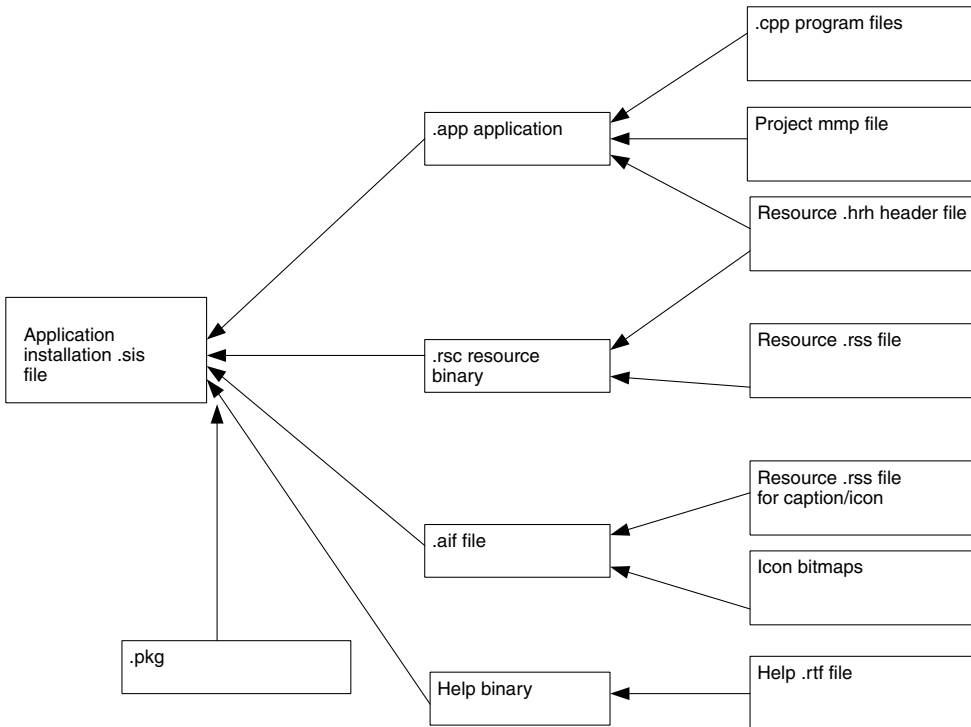 .cpp program files
.app application
Project mmp file
Resource .hrh header file
Application
installation .sis
file
.rsc resource
binary
Resource .rss file
Resource .rss file
for caption/icon
.aif file
Icon bitmaps
.pkg
Help binary
Help .rtf file